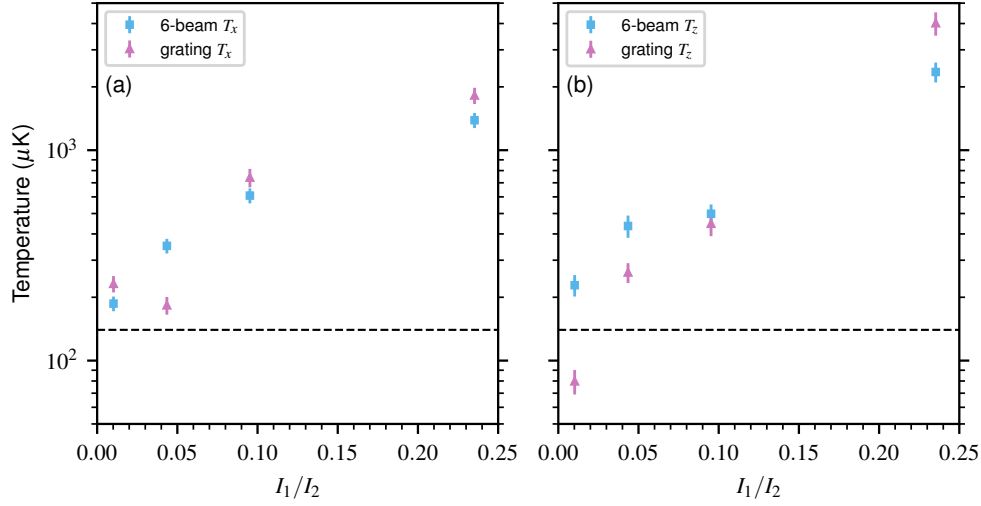 6-beam Tₓ
grating Tₓ
(a)
6-beam T_z
grating T_z
(b)
Temperature (μK)
10³
10²
0.00 0.05 0.10 0.15 0.20 0.25
0.00 0.05 0.10 0.15 0.20 0.25
I₁/I₂
I₁/I₂